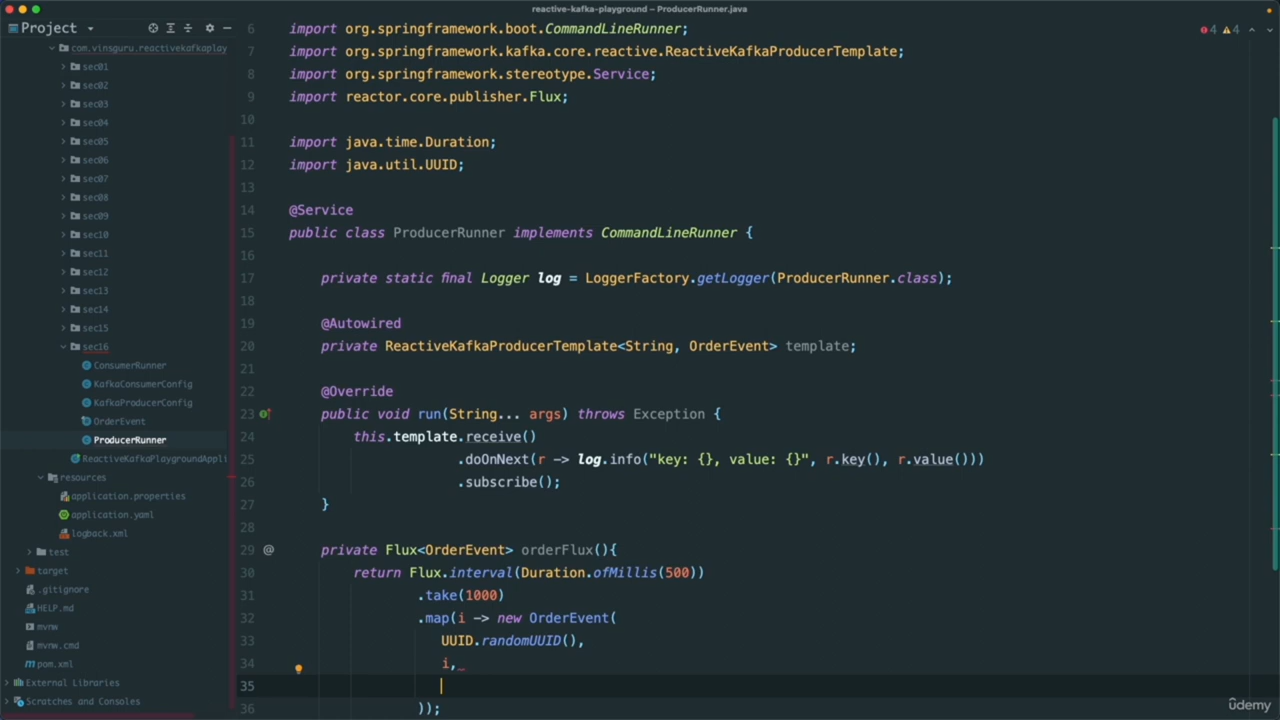 reactive-kafka-playground – ProducerRunner.java
Project
com.vinsguru.reactivekafkaplay
sec01
sec02
sec03
sec04
sec05
sec06
sec07
sec08
sec09
sec10
sec11
sec12
sec13
sec14
sec15
sec16
ConsumerRunner
KafkaConsumerConfig
KafkaProducerConfig
OrderEvent
ProducerRunner
ReactiveKafkaPlaygroundAppli
resources
application.properties
application.yaml
logback.xml
test
target
.gitignore
HELP.md
mvnw
mvnw.cmd
pom.xml
External Libraries
Scratches and Consoles
4 4
6 import org.springframework.boot.CommandLineRunner;
7 import org.springframework.kafka.core.reactive.ReactiveKafkaProducerTemplate;
8 import org.springframework.stereotype.Service;
9 import reactor.core.publisher.Flux;
10
11 import java.time.Duration;
12 import java.util.UUID;
13
14 @Service
15 public class ProducerRunner implements CommandLineRunner {
16
17 private static final Logger log = LoggerFactory.getLogger(ProducerRunner.class);
18
19 @Autowired
20 private ReactiveKafkaProducerTemplate<String, OrderEvent> template;
21
22 @Override
23 public void run(String... args) throws Exception {
24 this.template.receive()
25 .doOnNext(r -> log.info("key: {}, value: {}", r.key(), r.value()))
26 .subscribe();
27 }
28
29 @ private Flux<OrderEvent> orderFlux(){
30 return Flux.interval(Duration.ofMillis(500))
31 .take(1000)
32 .map(i -> new OrderEvent(
33 UUID.randomUUID(),
34 i,
35
36 ));
udemy